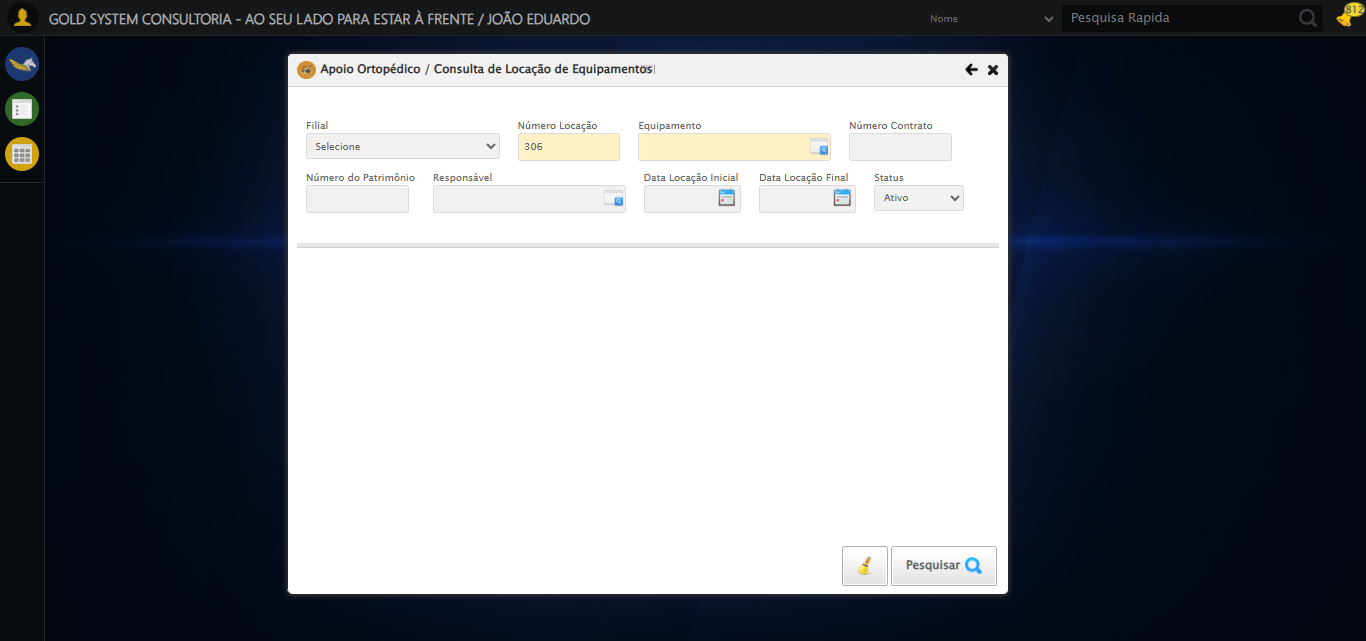 GOLD SYSTEM CONSULTORIA - AO SEU LADO PARA ESTAR À FRENTE / JOÃO EDUARDO
Nome
Pesquisa Rapida
812
Apoio Ortopédico / Consulta de Locação de Equipamentos
Filial
Número Locação
Equipamento
Número Contrato
Selecione
306
Número do Patrimônio
Responsável
Data Locação Inicial
Data Locação Final
Status
Ativo
Pesquisar